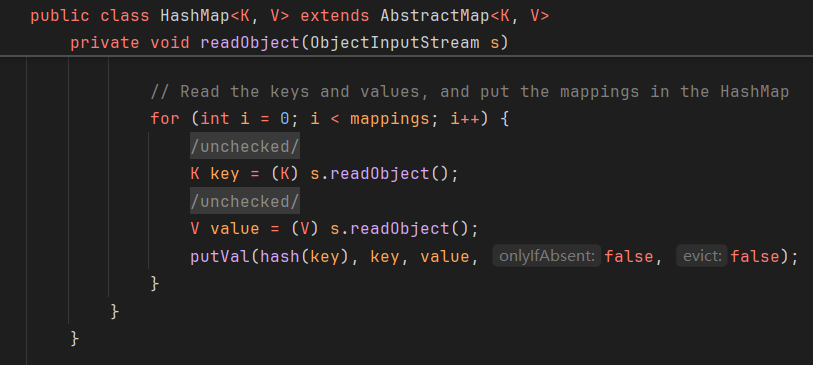 public class HashMap<K, V> extends AbstractMap<K, V>
private void readObject(ObjectInputStream s)
// Read the keys and values, and put the mappings in the HashMap
for (int i = 0; i < mappings; i++) {
/unchecked/
K key = (K) s.readObject();
/unchecked/
V value = (V) s.readObject();
putVal(hash(key), key, value, onlyIfAbsent: false, evict: false);
}
}
}